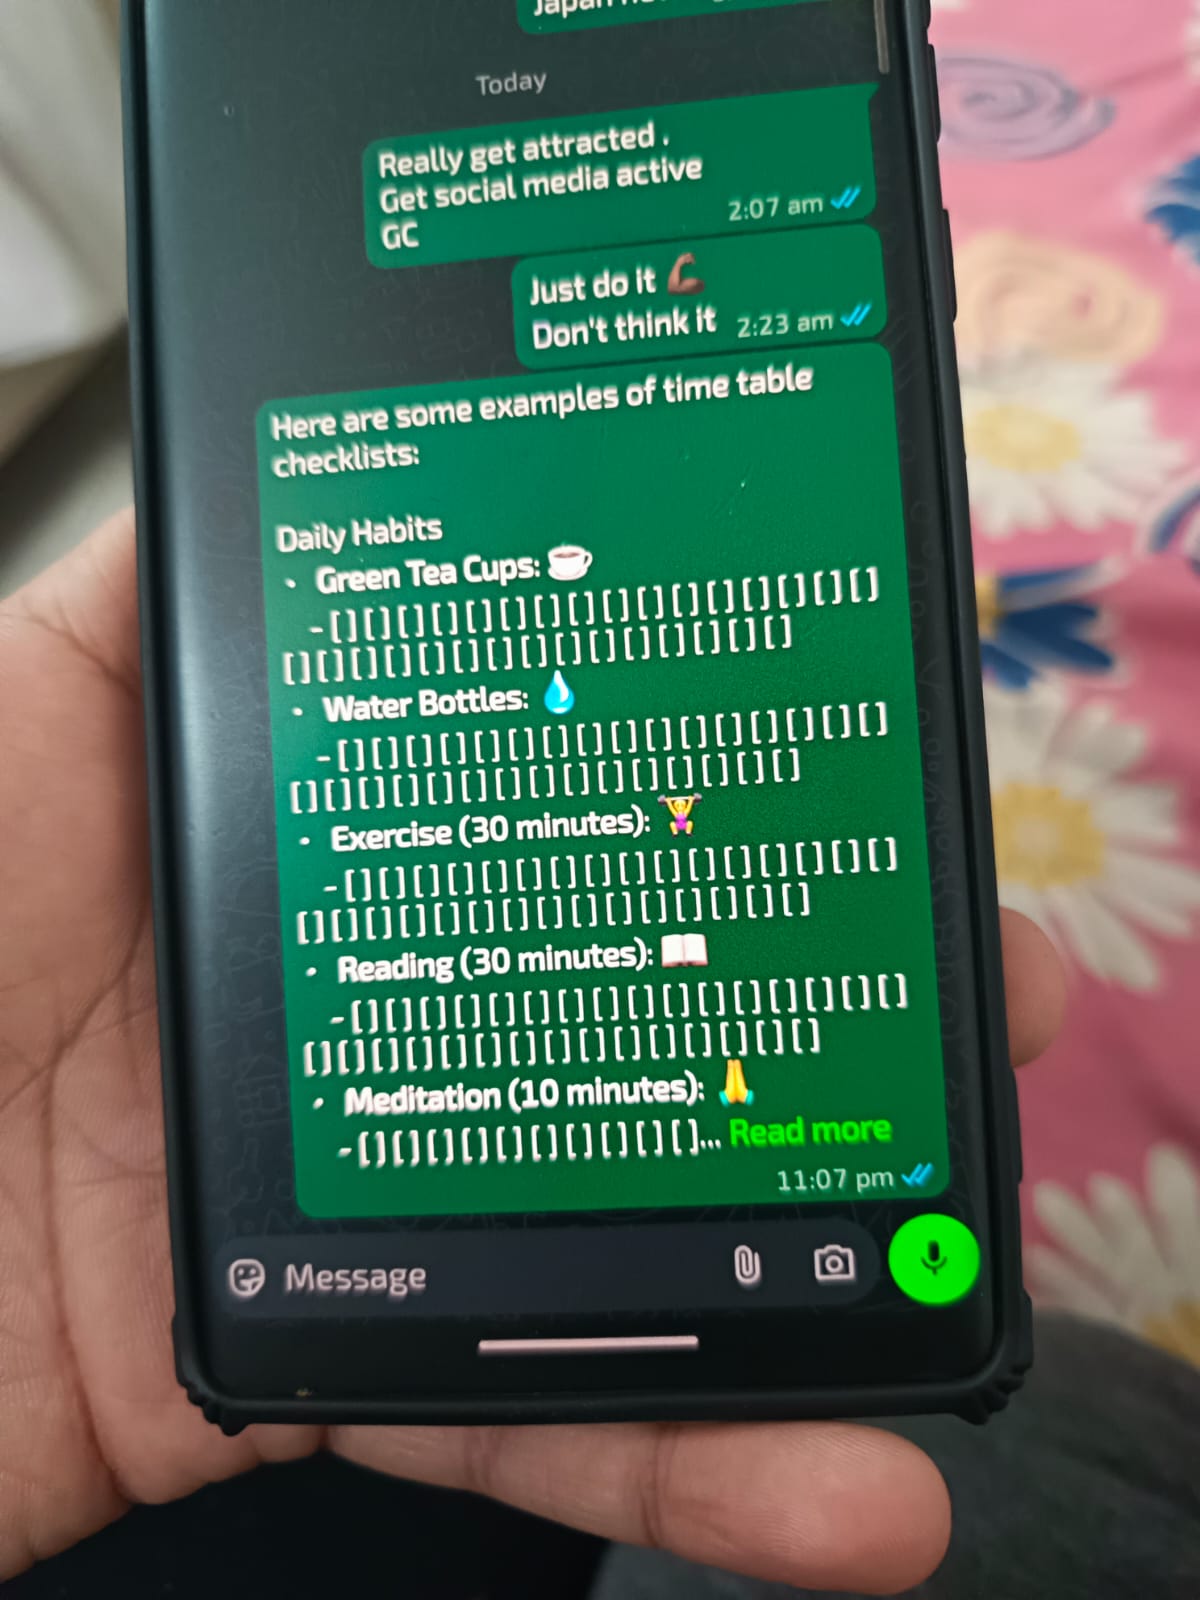 Japan
Today
Really get attracted .
Get social media active
GC
2:07 am
Just do it 💪🏿
Don't think it 2:23 am
Here are some examples of time table
checklists:
Daily Habits
• Green Tea Cups: ☕
- [] [] [] [] [] [] [] [] [] [] [] [] [] [] [] []
[] [] [] [] [] [] [] [] [] [] [] [] [] [] []
• Water Bottles: 💧
- [] [] [] [] [] [] [] [] [] [] [] [] [] [] [] []
[] [] [] [] [] [] [] [] [] [] [] [] [] [] []
• Exercise (30 minutes): 🏋️‍♀️
- [] [] [] [] [] [] [] [] [] [] [] [] [] [] [] []
[] [] [] [] [] [] [] [] [] [] [] [] [] [] []
• Reading (30 minutes): 📖
- [] [] [] [] [] [] [] [] [] [] [] [] [] [] [] []
[] [] [] [] [] [] [] [] [] [] [] [] [] [] []
• Meditation (10 minutes): 🙏
- [] [] [] [] [] [] [] [] [] []... Read more
11:07 pm
Message